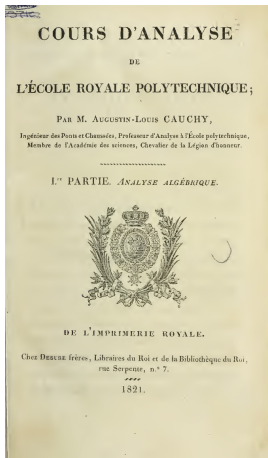 COURS D'ANALYSE
DE
L'ÉCOLE ROYALE POLYTECHNIQUE;
PAR M. AUGUSTIN-LOUIS CAUCHY,
Ingénieur des Ponts et Chaussées, Professeur d'Analyse à l'École polytechnique,
Membre de l'Académie des sciences, Chevalier de la Légion d'honneur.
I.re PARTIE. ANALYSE ALGÉBRIQUE.
DE L'IMPRIMERIE ROYALE.
Chez DEBURE frères, Libraires du Roi et de la Bibliothèque du Roi,
rue Serpente, n.º 7.
1821.